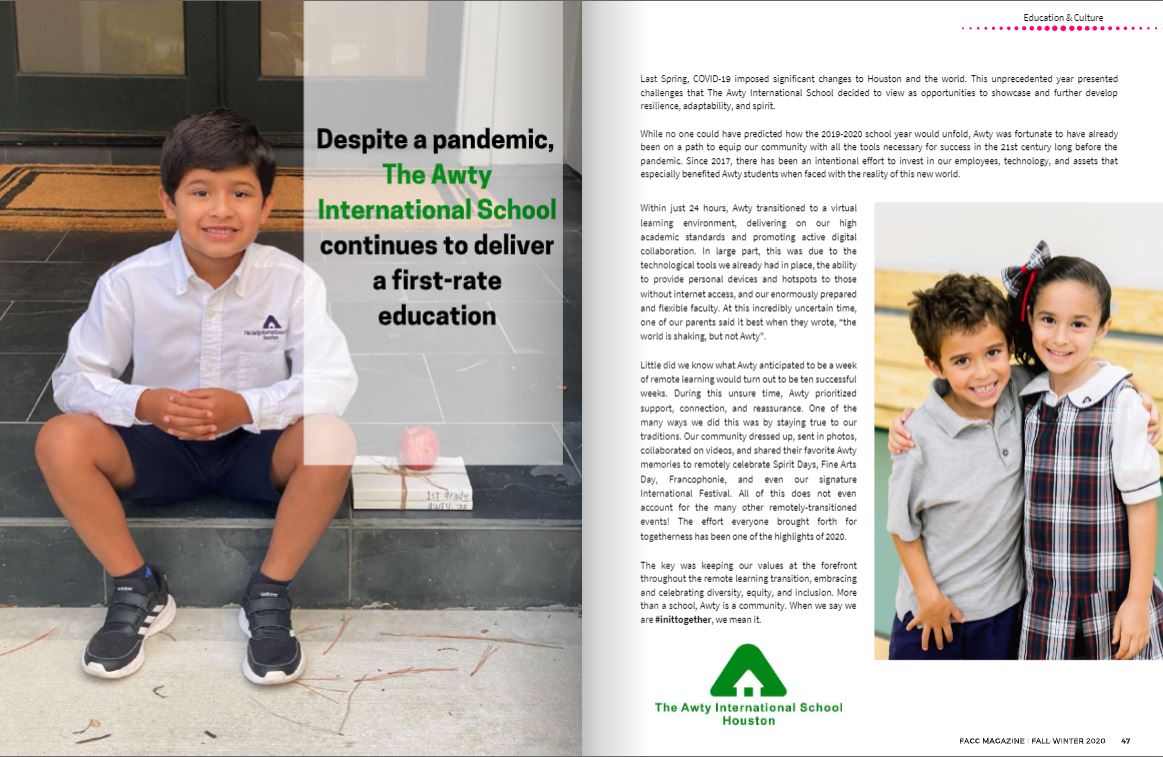 Despite a pandemic,
The Awty
International School
continues to deliver
a first-rate
education
The Awty International
Houston
1st grade
Education & Culture
Last Spring, COVID-19 imposed significant changes to Houston and the world. This unprecedented year presented
challenges that The Awty International School decided to view as opportunities to showcase and further develop
resilience, adaptability, and spirit.
While no one could have predicted how the 2019-2020 school year would unfold, Awty was fortunate to have already
been on a path to equip our community with all the tools necessary for success in the 21st century long before the
pandemic. Since 2017, there has been an intentional effort to invest in our employees, technology, and assets that
especially benefited Awty students when faced with the reality of this new world.
Within just 24 hours, Awty transitioned to a virtual
learning environment, delivering on our high
academic standards and promoting active digital
collaboration. In large part, this was due to the
technological tools we already had in place, the ability
to provide personal devices and hotspots to those
without internet access, and our enormously prepared
and flexible faculty. At this incredibly uncertain time,
one of our parents said it best when they wrote, "the
world is shaking, but not Awty".
Little did we know what Awty anticipated to be a week
of remote learning would turn out to be ten successful
weeks. During this unsure time, Awty prioritized
support, connection, and reassurance. One of the
many ways we did this was by staying true to our
traditions. Our community dressed up, sent in photos,
collaborated on videos, and shared their favorite Awty
memories to remotely celebrate Spirit Days, Fine Arts
Day, Francophonie, and even our signature
International Festival. All of this does not even
account for the many other remotely-transitioned
events! The effort everyone brought forth for
togetherness has been one of the highlights of 2020.
The key was keeping our values at the forefront
throughout the remote learning transition, embracing
and celebrating diversity, equity, and inclusion. More
than a school, Awty is a community. When we say we
are #inittogether, we mean it.
The Awty International School
Houston
FACC MAGAZINE | FALL-WINTER 2020 47